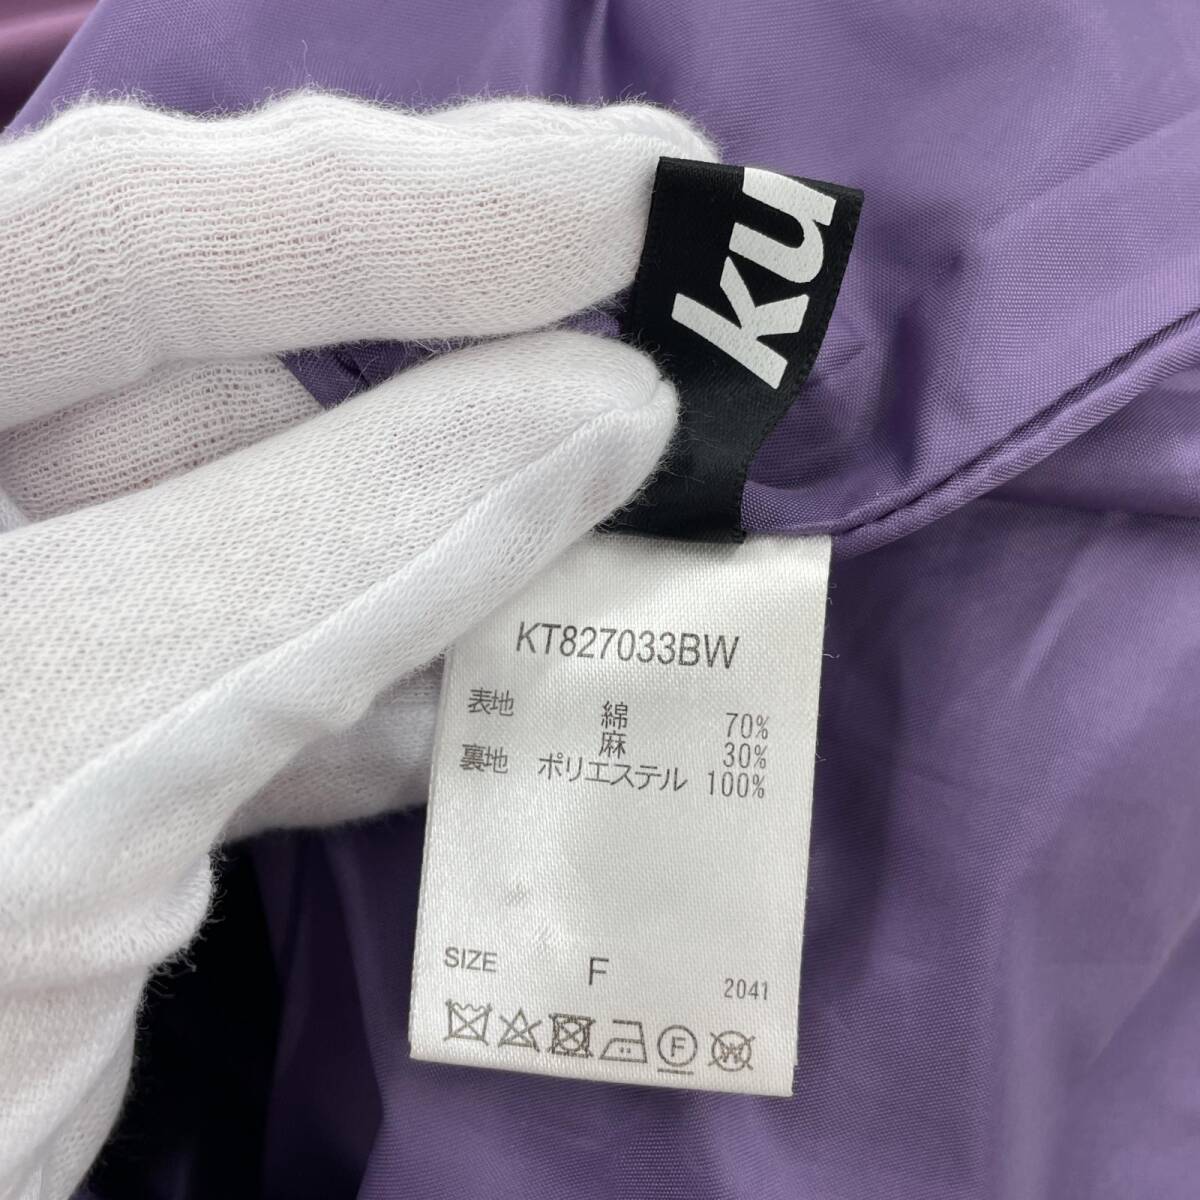 ku
KT827033BW
表地 綿 70%
麻 30%
裏地 ポリエステル 100%
SIZE F 2041
F W